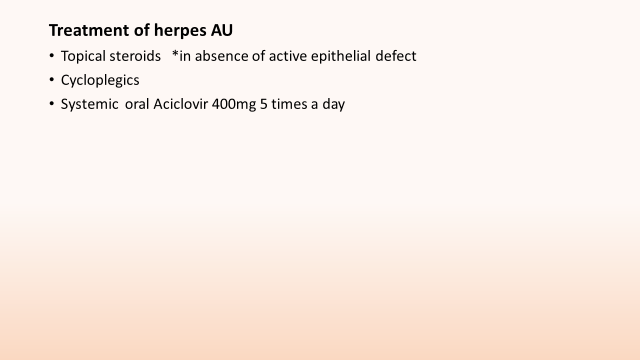 Treatment of herpes AU
• Topical steroids *in absence of active epithelial defect
• Cycloplegics
• Systemic oral Aciclovir 400mg 5 times a day